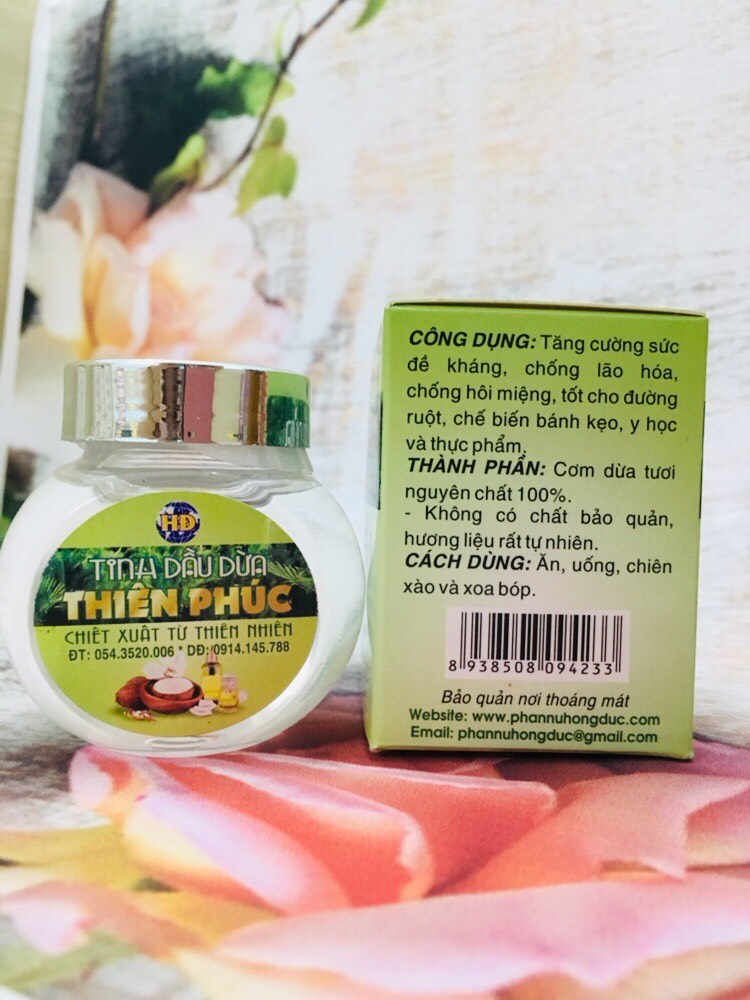 HĐ
TINH DẦU DỪA
THIÊN PHÚC
CHIẾT XUẤT TỪ THIÊN NHIÊN
ĐT: 054.3520.006 * DĐ: 0914.145.788
CÔNG DỤNG: Tăng cường sức
đề kháng, chống lão hóa,
chống hôi miệng, tốt cho đường
ruột, chế biến bánh kẹo, y học
và thực phẩm.
THÀNH PHẦN: Cơm dừa tươi
nguyên chất 100%.
- Không có chất bảo quản,
hương liệu rất tự nhiên.
CÁCH DÙNG: Ăn, uống, chiên
xào và xoa bóp.
8 938508 094233
Bảo quản nơi thoáng mát
Website: www.phannuhongduc.com
Email: phannuhongduc@gmail.com